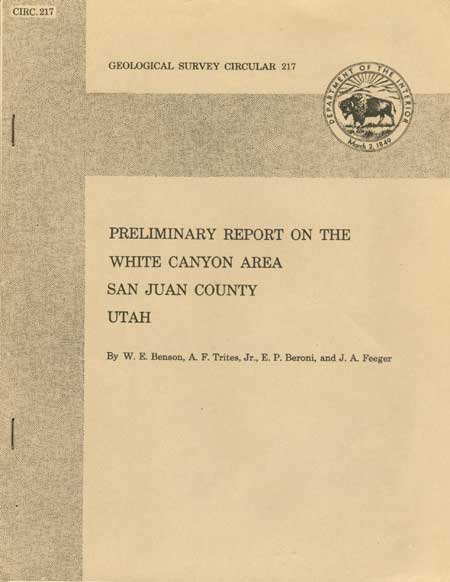 CIRC. 217
GEOLOGICAL SURVEY CIRCULAR 217
DEPARTMENT OF THE INTERIOR
March 3, 1849
PRELIMINARY REPORT ON THE
WHITE CANYON AREA
SAN JUAN COUNTY
UTAH
By W. E. Benson, A. F. Trites, Jr., E. P. Beroni, and J. A. Feeger